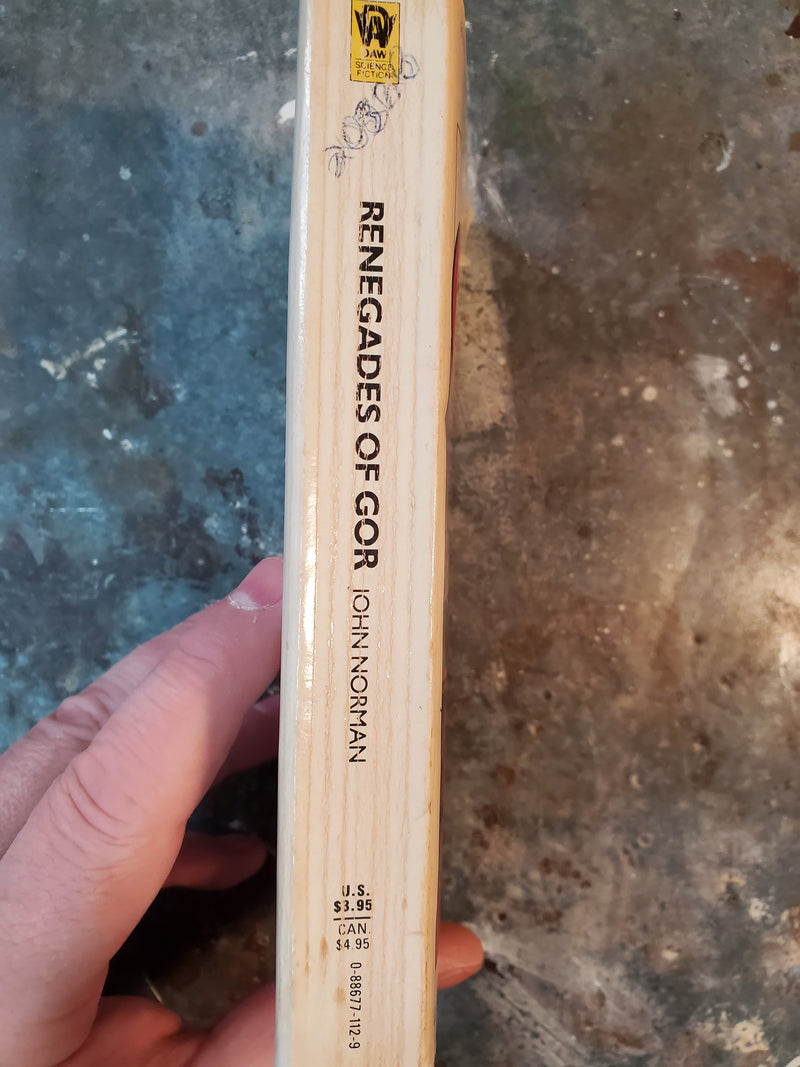 DAW
SCIENCE
FICTION
RENEGADES OF GOR
JOHN NORMAN
U.S.
$3.95
CAN.
$4.95
0-88677-112-9